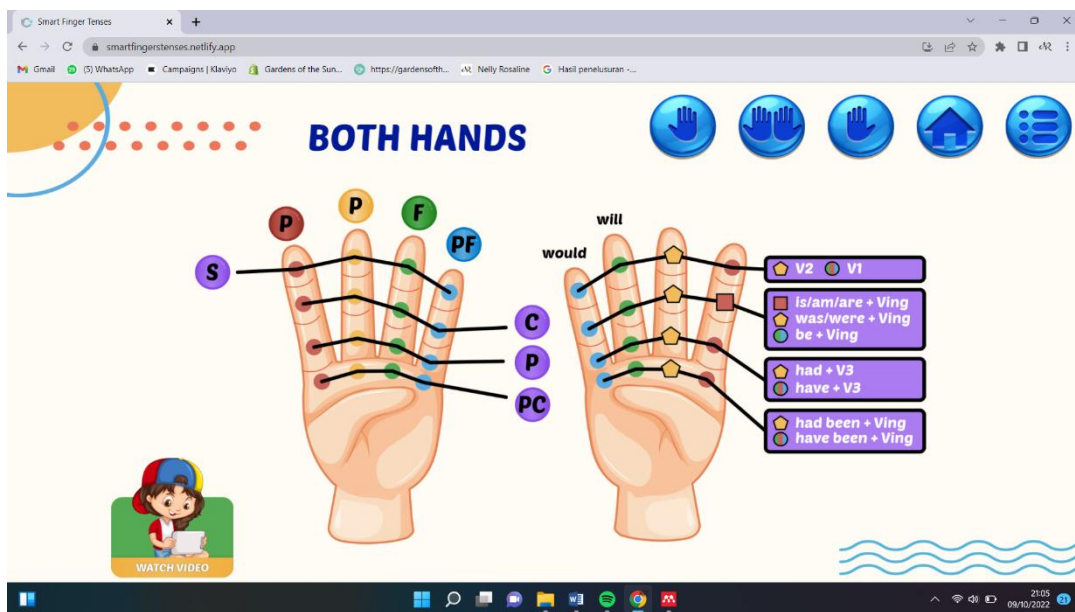 Smart Finger Tenses
smartfingerstenses.netlify.app
Gmail
(5) WhatsApp
Campaigns | Klaviyo
Gardens of the Sun...
https://gardensofth...
Nelly Rosaline
Hasil penelusuran -...
BOTH HANDS
P
P
F
PF
S
C
P
PC
would
will
V2 V1
is/am/are + Ving
was/were + Ving
be + Ving
had + V3
have + V3
had been + Ving
have been + Ving
WATCH VIDEO
21:05
09/10/2022
21